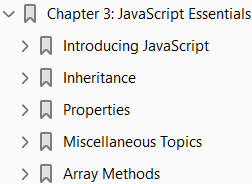 Chapter 3: JavaScript Essentials
Introducing JavaScript
Inheritance
Properties
Miscellaneous Topics
Array Methods